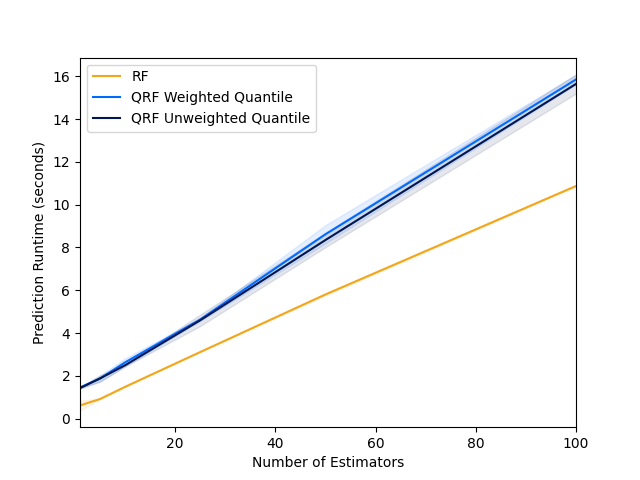 RF
QRF Weighted Quantile
QRF Unweighted Quantile
Prediction Runtime (seconds)
16
14
12
10
8
6
4
2
0
20 40 60 80 100
Number of Estimators